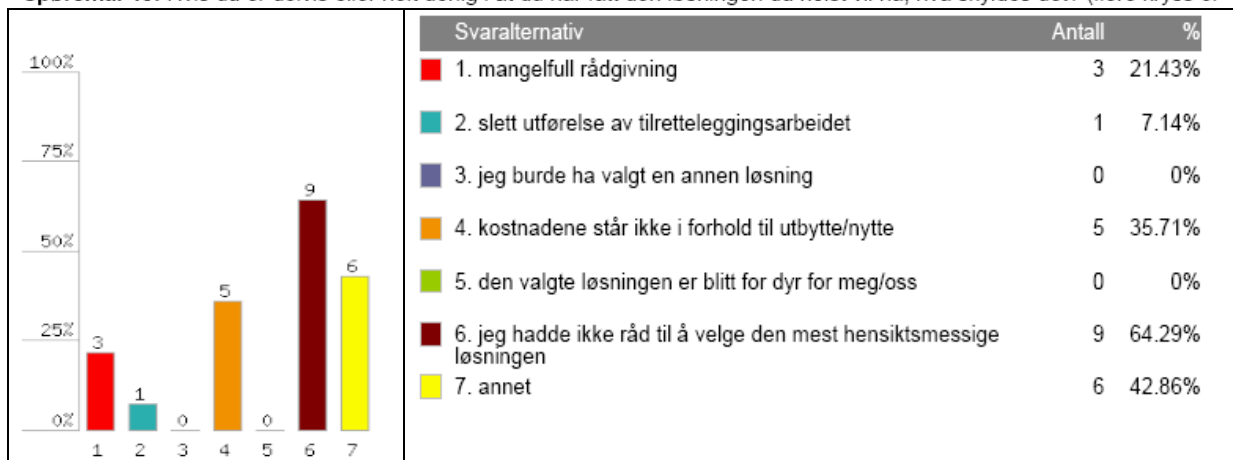 Svaralternativ Antall %
1. mangelfull rådgivning 3 21.43%
2. slett utførelse av tilretteleggingsarbeidet 1 7.14%
3. jeg burde ha valgt en annen løsning 0 0%
4. kostnadene står ikke i forhold til utbytte/nytte 5 35.71%
5. den valgte løsningen er blitt for dyr for meg/oss 0 0%
6. jeg hadde ikke råd til å velge den mest hensiktsmessige 9 64.29%
løsningen
7. annet 6 42.86%
100%
75%
50%
25%
0%
3 1 0 5 0 9 6
1 2 3 4 5 6 7